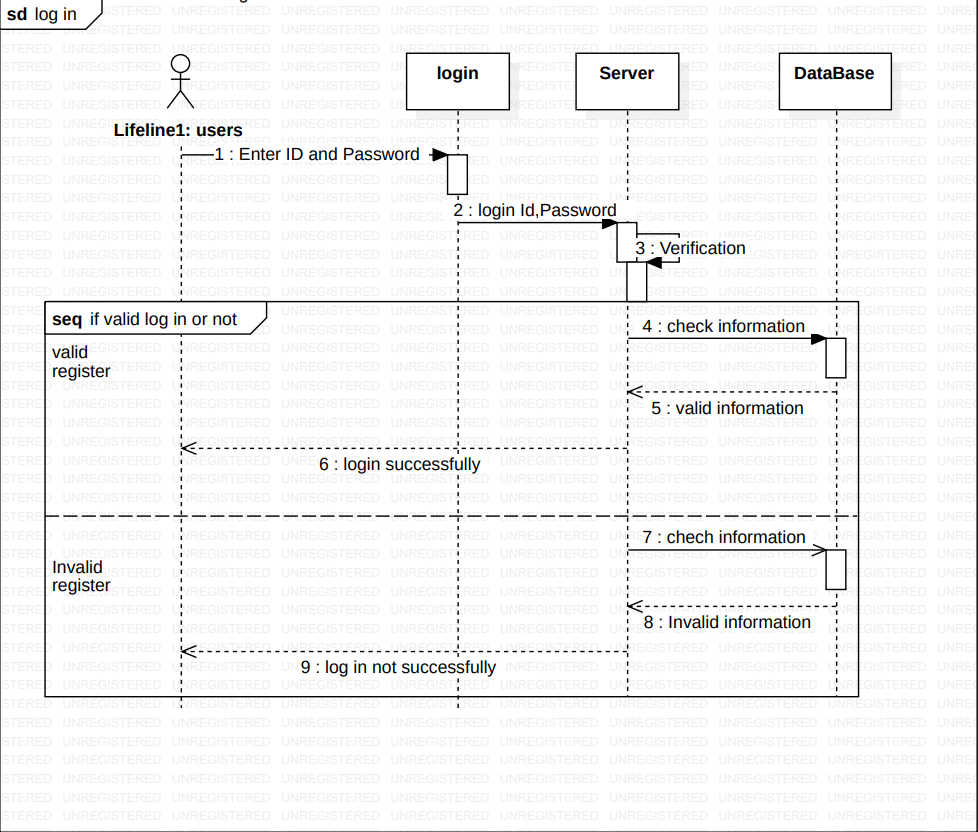 sd log in
login
Server
DataBase
Lifeline1: users
1 : Enter ID and Password
2 : login Id,Password
3 : Verification
seq if valid log in or not
4 : check information
valid
register
5 : valid information
6 : login successfully
7 : chech information
Invalid
register
8 : Invalid information
9 : log in not successfully
UNREGISTERED